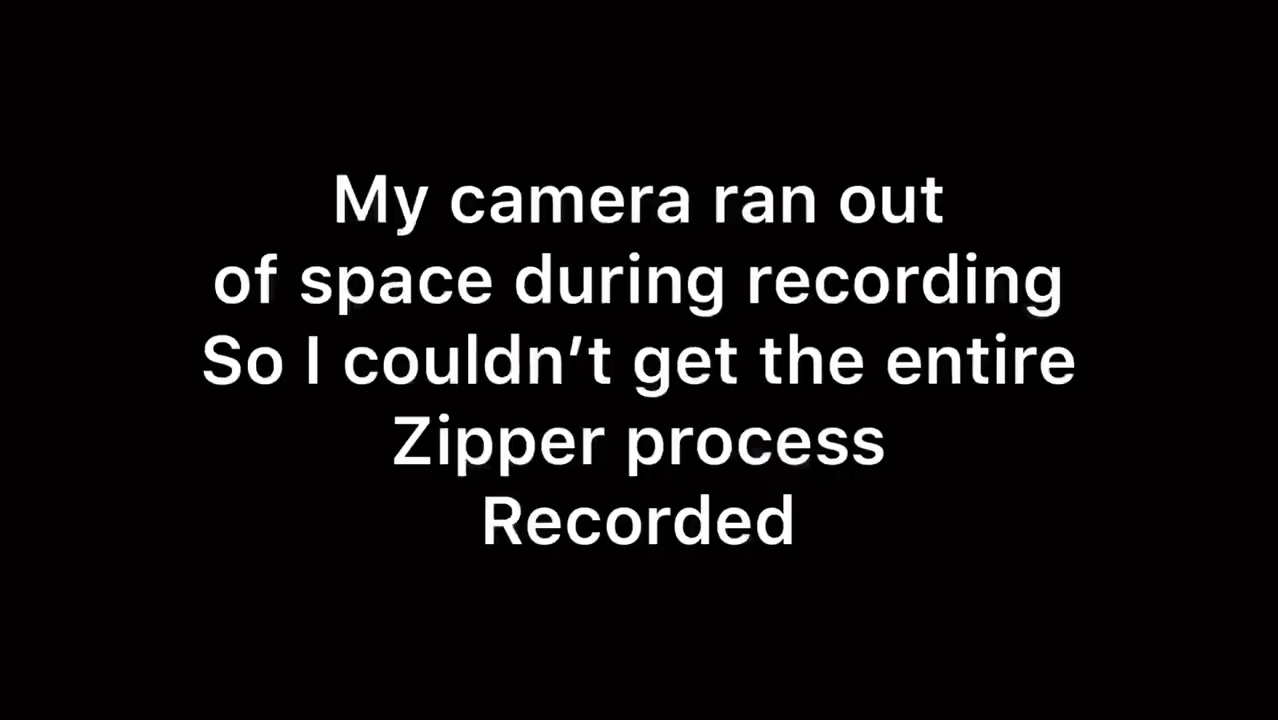 My camera ran out
of space during recording
So I couldn’t get the entire
Zipper process
Recorded